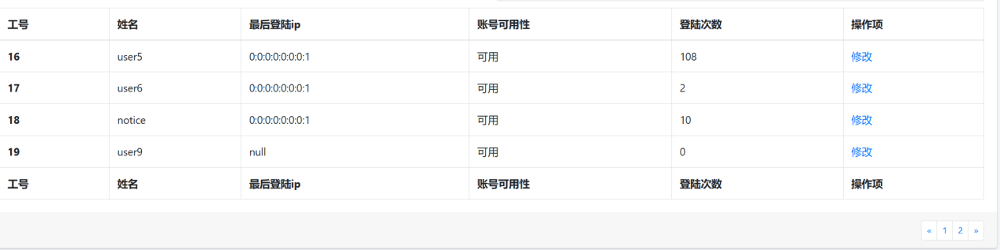 工号 姓名 最后登陆ip 账号可用性 登陆次数 操作项
16 user5 0:0:0:0:0:0:0:1 可用 108 修改
17 user6 0:0:0:0:0:0:0:1 可用 2 修改
18 notice 0:0:0:0:0:0:0:1 可用 10 修改
19 user9 null 可用 0 修改
工号 姓名 最后登陆ip 账号可用性 登陆次数 操作项
« 1 2 »